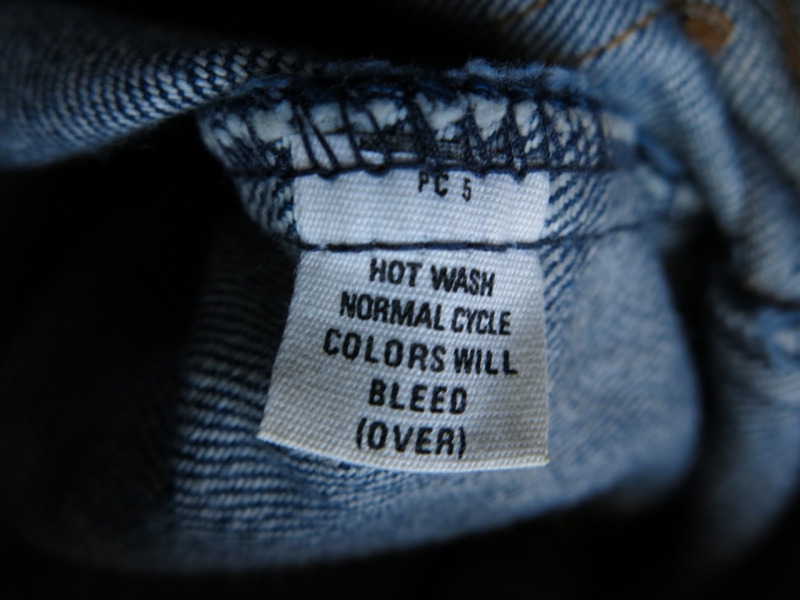 PC 5
HOT WASH
NORMAL CYCLE
COLORS WILL
BLEED
(OVER)